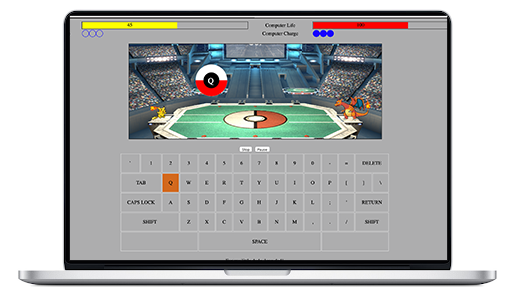 45 Computer Life 100
Computer Charge
Q
Stop Pause
` 1 2 3 4 5 6 7 8 9 0 - = DELETE
TAB Q W E R T Y U I O P [ ] \
CAPS LOCK A S D F G H J K L ; ' RETURN
SHIFT Z X C V B N M , . / SHIFT
SPACE